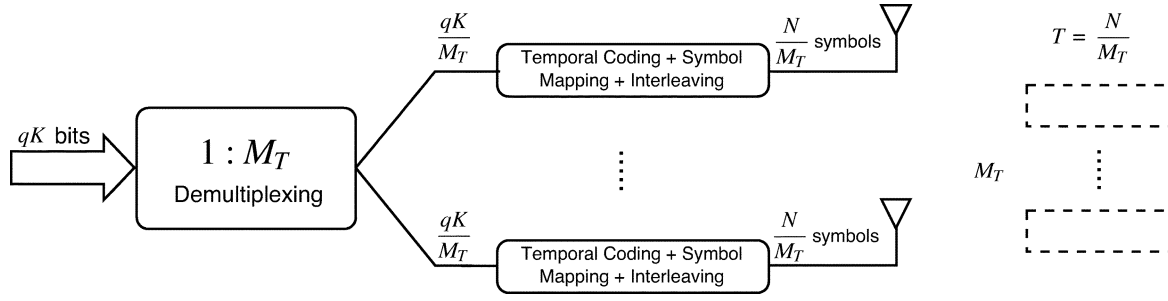 qK bits
1 : M_T
Demultiplexing
qK/M_T
Temporal Coding + Symbol
Mapping + Interleaving
N/M_T symbols
qK/M_T
Temporal Coding + Symbol
Mapping + Interleaving
N/M_T symbols
T = N/M_T
M_T